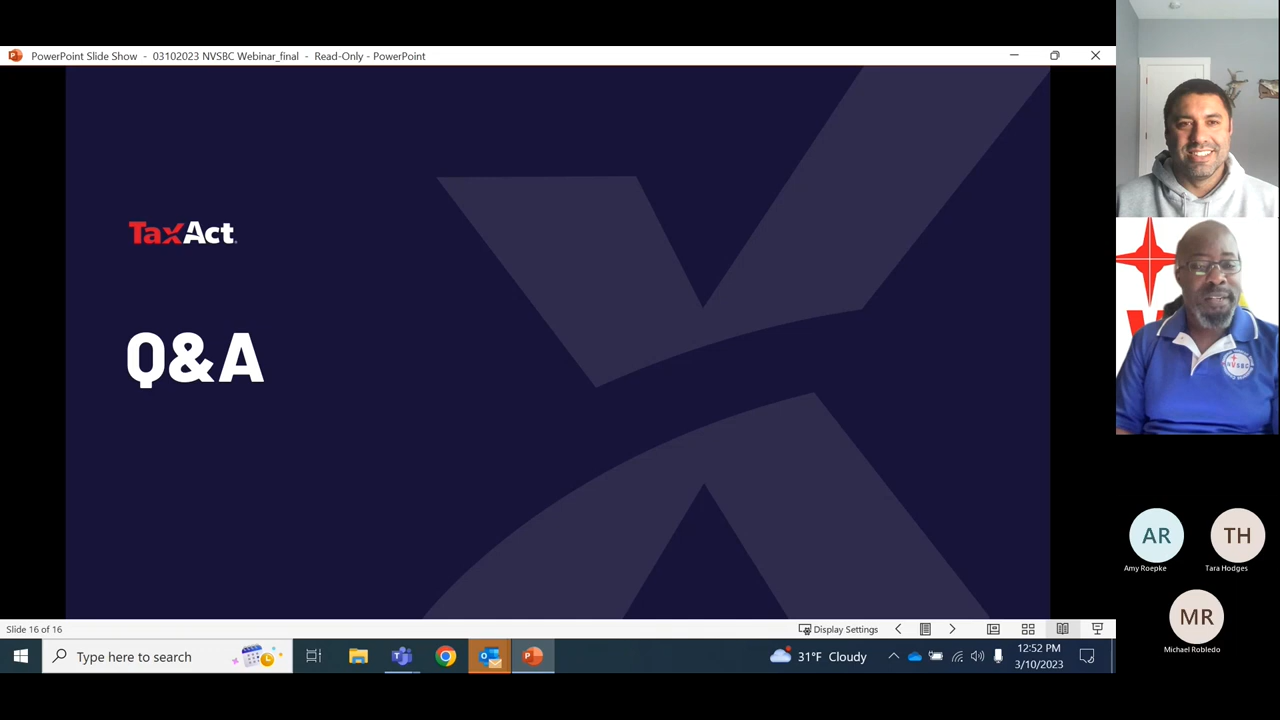 PowerPoint Slide Show - 03102023 NVSBC Webinar_final - Read-Only - PowerPoint
TaxAct.
Q&A
NVSBC
AR
Amy Roepke
TH
Tara Hodges
MR
Michael Robledo
Slide 16 of 16
Display Settings
Type here to search
31°F Cloudy
12:52 PM
3/10/2023